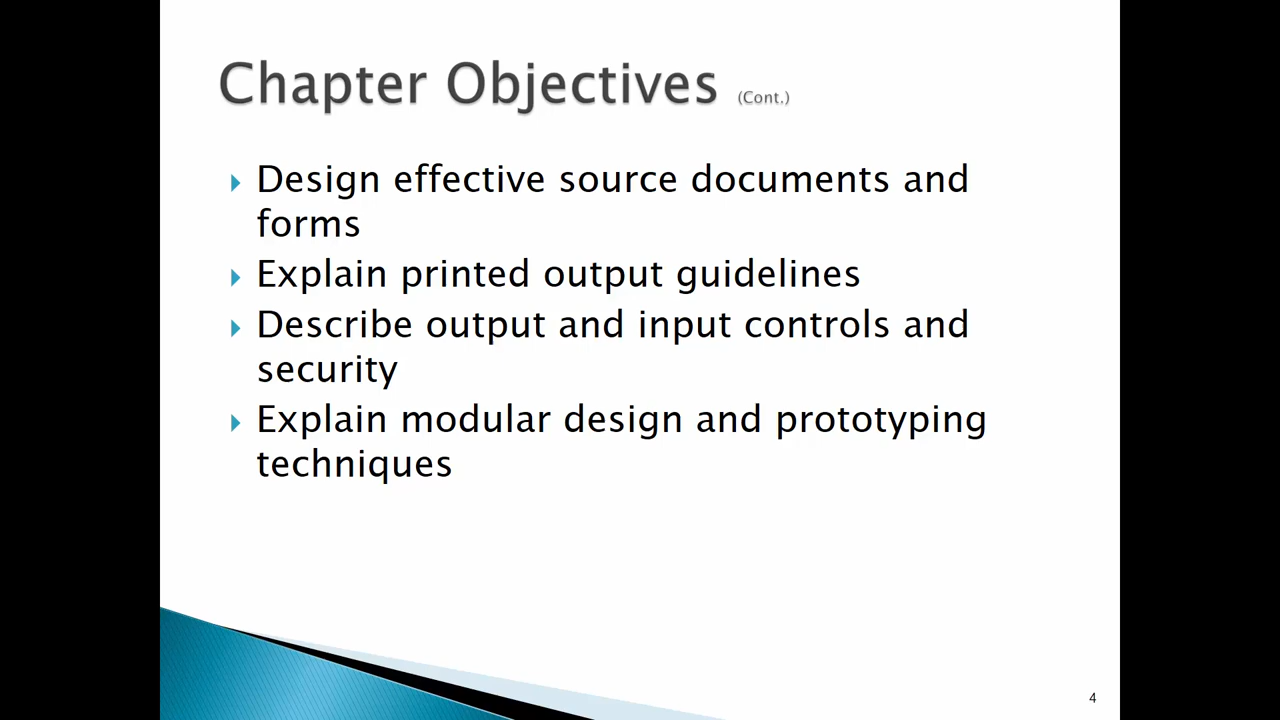 Chapter Objectives (Cont.)
Design effective source documents and
forms
Explain printed output guidelines
Describe output and input controls and
security
Explain modular design and prototyping
techniques
4